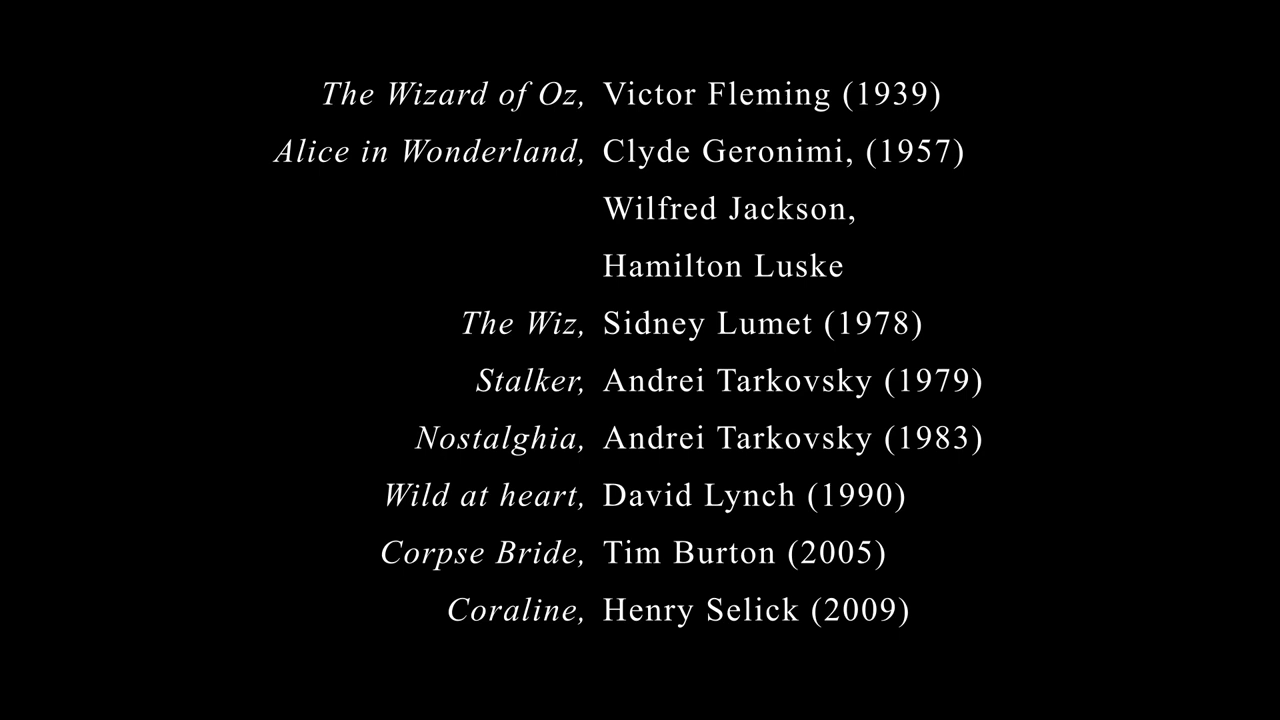 The Wizard of Oz, Victor Fleming (1939)
Alice in Wonderland, Clyde Geronimi, (1957)
Wilfred Jackson,
Hamilton Luske
The Wiz, Sidney Lumet (1978)
Stalker, Andrei Tarkovsky (1979)
Nostalghia, Andrei Tarkovsky (1983)
Wild at heart, David Lynch (1990)
Corpse Bride, Tim Burton (2005)
Coraline, Henry Selick (2009)